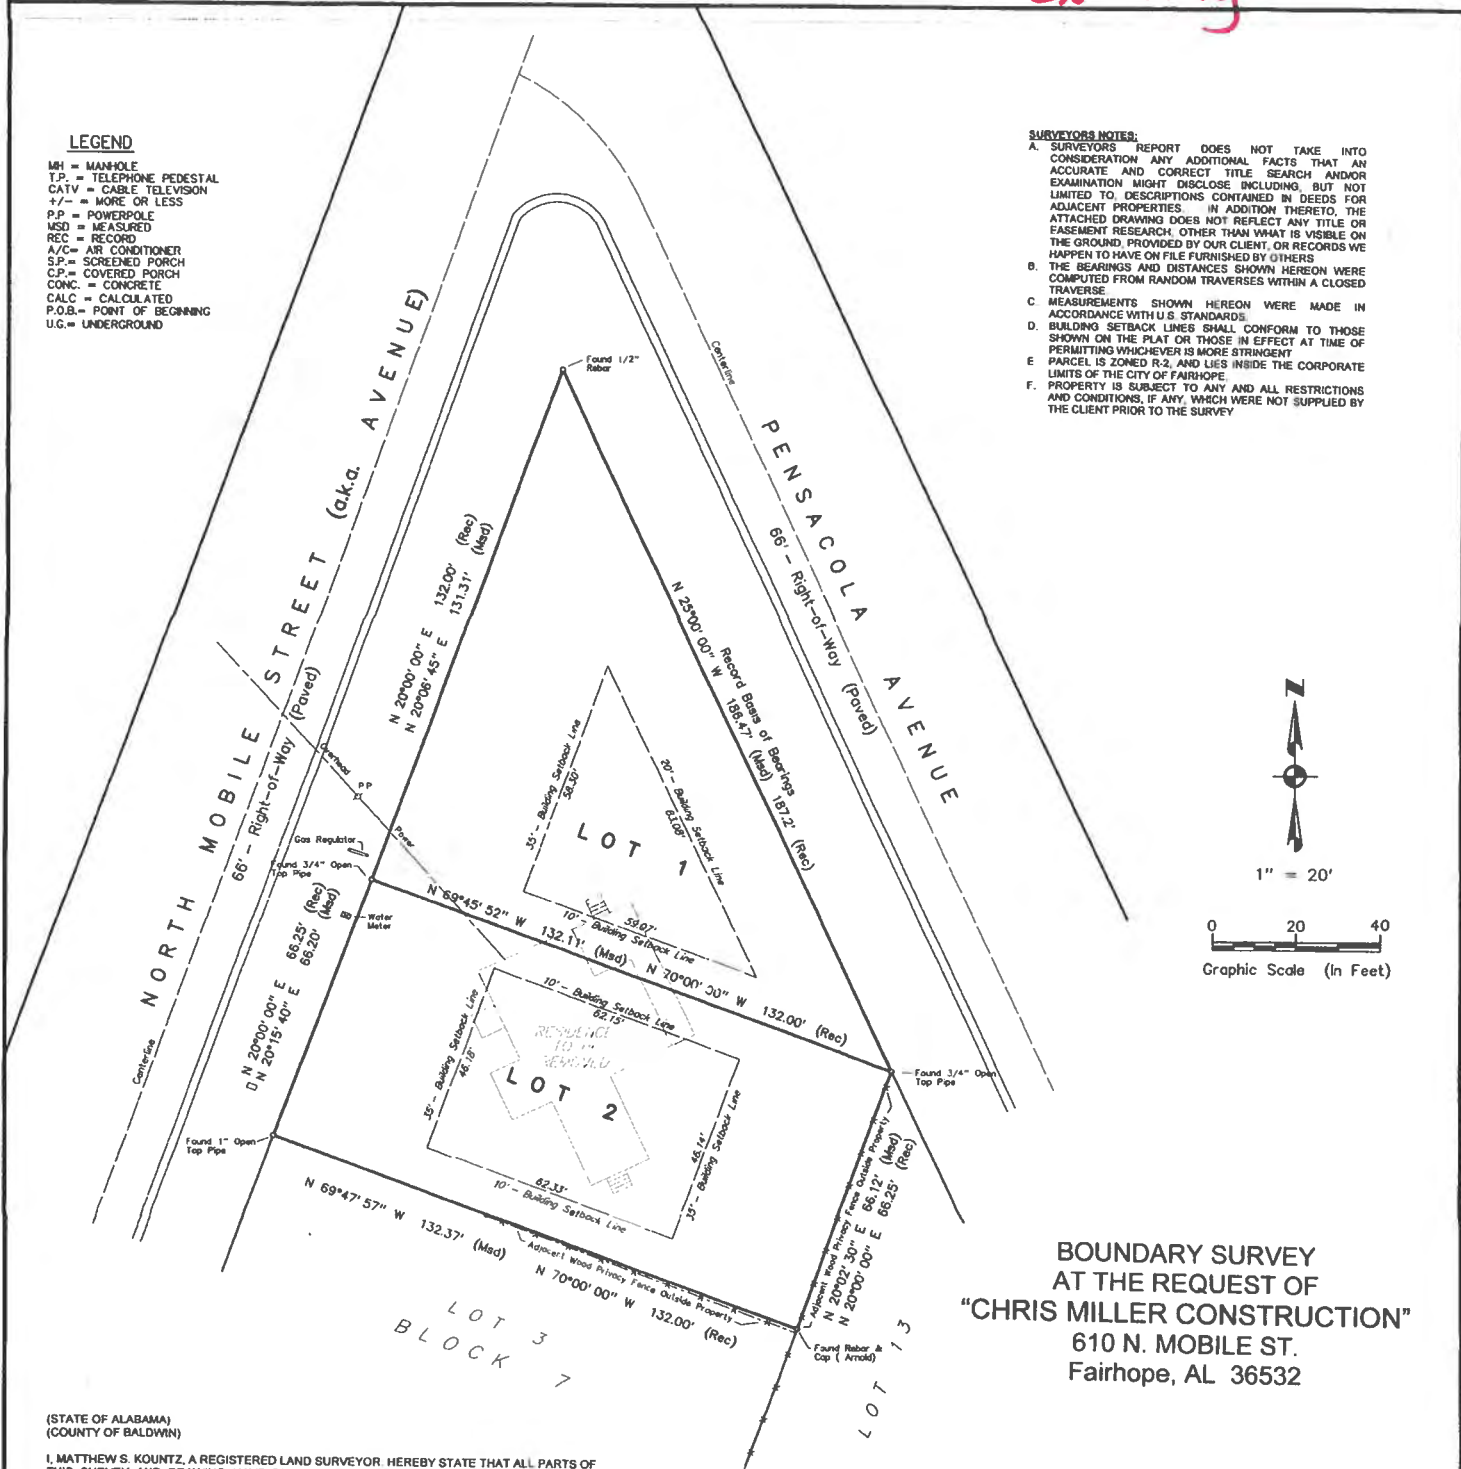 LEGEND
MH = MANHOLE
T.P. = TELEPHONE PEDESTAL
CATV = CABLE TELEVISION
+/- = MORE OR LESS
P.P = POWERPOLE
MSD = MEASURED
REC = RECORD
A/C= AIR CONDITIONER
S.P.= SCREENED PORCH
C.P.= COVERED PORCH
CONC. = CONCRETE
CALC = CALCULATED
P.O.B.= POINT OF BEGINNING
U.G.= UNDERGROUND
SURVEYORS NOTES:
A. SURVEYORS REPORT DOES NOT TAKE INTO
CONSIDERATION ANY ADDITIONAL FACTS THAT AN
ACCURATE AND CORRECT TITLE SEARCH AND/OR
EXAMINATION MIGHT DISCLOSE INCLUDING, BUT NOT
LIMITED TO, DESCRIPTIONS CONTAINED IN DEEDS FOR
ADJACENT PROPERTIES. IN ADDITION THERETO, THE
ATTACHED DRAWING DOES NOT REFLECT ANY TITLE OR
EASEMENT RESEARCH, OTHER THAN WHAT IS VISIBLE ON
THE GROUND, PROVIDED BY OUR CLIENT, OR RECORDS WE
HAPPEN TO HAVE ON FILE FURNISHED BY OTHERS
B. THE BEARINGS AND DISTANCES SHOWN HEREON WERE
COMPUTED FROM RANDOM TRAVERSES WITHIN A CLOSED
TRAVERSE
C. MEASUREMENTS SHOWN HEREON WERE MADE IN
ACCORDANCE WITH U.S. STANDARDS.
D. BUILDING SETBACK LINES SHALL CONFORM TO THOSE
SHOWN ON THE PLAT OR THOSE IN EFFECT AT TIME OF
PERMITTING WHICHEVER IS MORE STRINGENT
E PARCEL IS ZONED R-2, AND LIES INSIDE THE CORPORATE
LIMITS OF THE CITY OF FAIRHOPE.
F. PROPERTY IS SUBJECT TO ANY AND ALL RESTRICTIONS
AND CONDITIONS, IF ANY, WHICH WERE NOT SUPPLIED BY
THE CLIENT PRIOR TO THE SURVEY
NORTH MOBILE STREET (a.k.a. AVENUE)
66' - Right-of-Way (Paved)
Centerline
PENSACOLA AVENUE
66' - Right-of-Way (Paved)
Centerline
Found 1/2"
Rebar
N 20°00'00" E 132.00' (Rec)
N 20°06'45" E 131.31' (Msd)
Record Basis of Bearings
N 25°00'00" W 186.47' (Msd) 187.2' (Rec)
Overhead
PP
Power
Gas Regulator
Found 3/4" Open
Top Pipe
Water
Meter
35' - Building Setback Line
58.30'
20' - Building Setback Line
63.08'
LOT 1
59.07'
10' - Building Setback Line
N 69°45'52" W 132.11' (Msd) N 70°00'00" W 132.00' (Rec)
N 20°00'00" E 66.25' (Rec)
N 20°15'40" E 66.20' (Msd)
10' - Building Setback Line
62.15'
35' - Building Setback Line
46.18'
RESIDENCE
TO BE
REMOVED
LOT 2
46.14'
35' - Building Setback Line
62.33'
10' - Building Setback Line
Found 3/4" Open
Top Pipe
Found 1" Open
Top Pipe
N 69°47'57" W 132.37' (Msd) N 70°00'00" W 132.00' (Rec)
Adjacent Wood Privacy Fence Outside Property
Adjacent Wood Privacy Fence Outside Property
N 20°02'30" E 66.12' (Msd)
N 20°00'00" E 66.25' (Rec)
Found Rebar &
Cap ( Arnold)
LOT 3
BLOCK 7
LOT 13
N
1" = 20'
0 20 40
Graphic Scale (In Feet)
BOUNDARY SURVEY
AT THE REQUEST OF
"CHRIS MILLER CONSTRUCTION"
610 N. MOBILE ST.
Fairhope, AL 36532
(STATE OF ALABAMA)
(COUNTY OF BALDWIN)
I, MATTHEW S. KOUNTZ, A REGISTERED LAND SURVEYOR HEREBY STATE THAT ALL PARTS OF